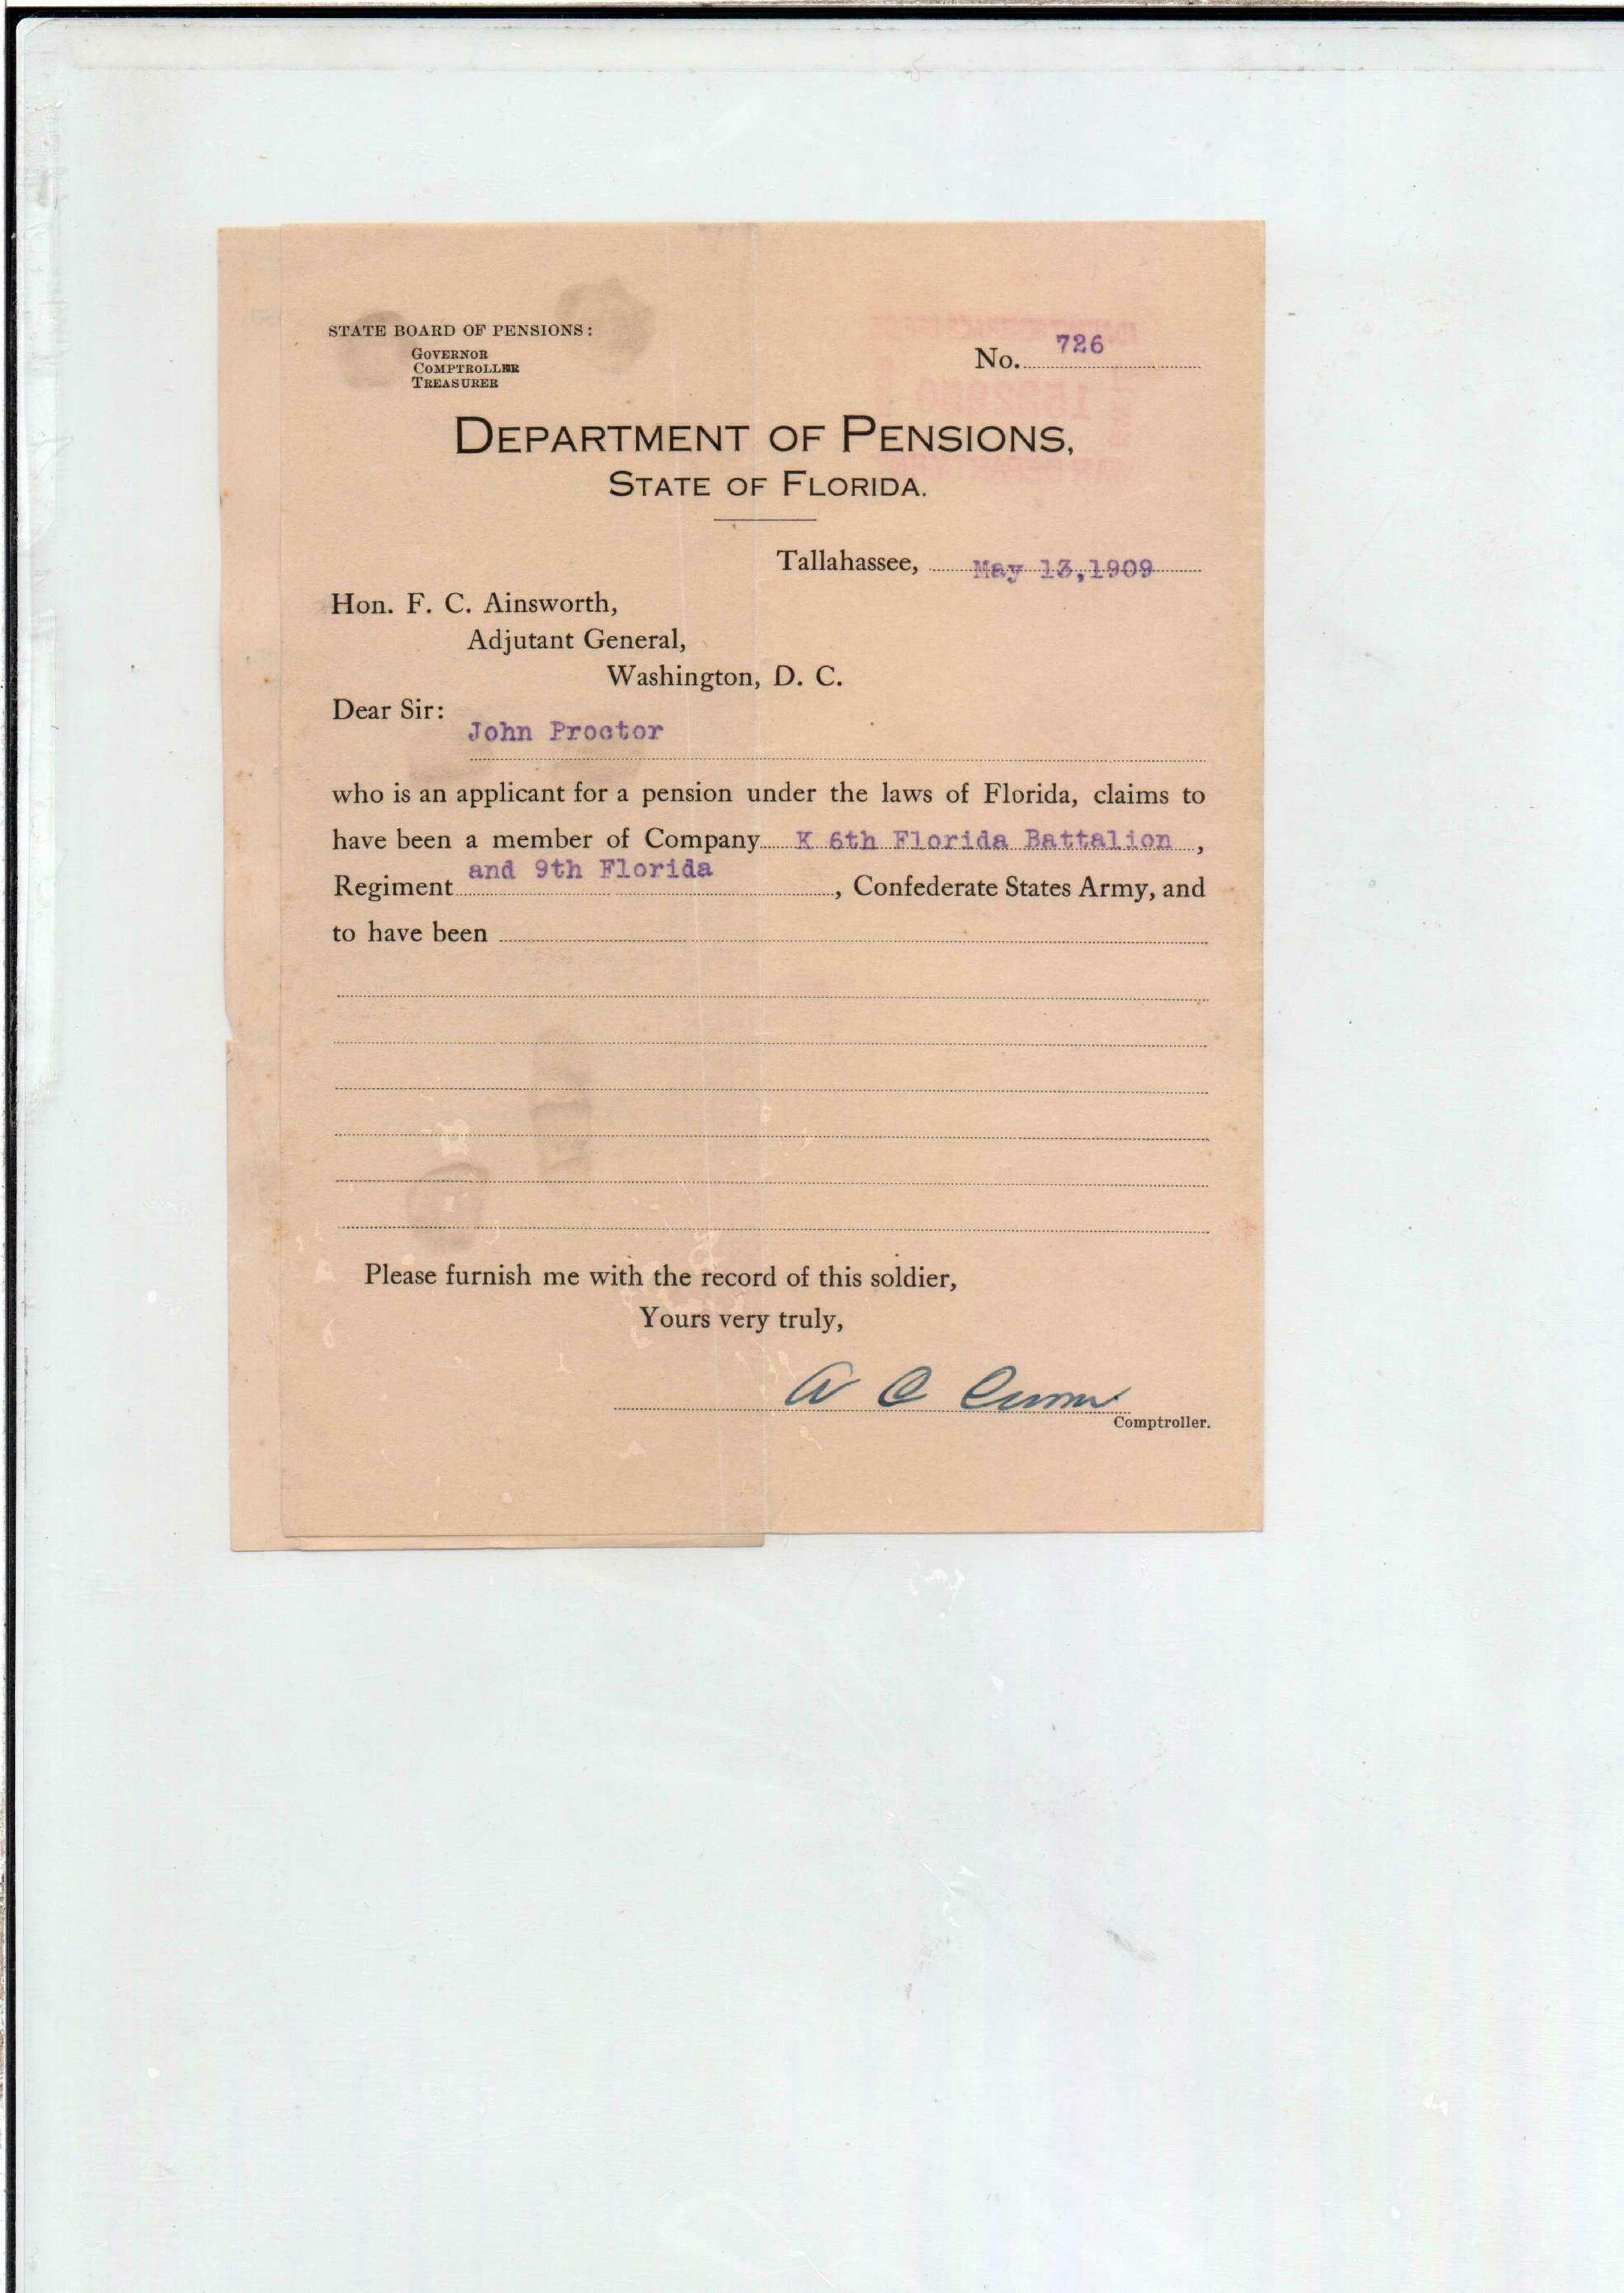 STATE BOARD OF PENSIONS:
GOVERNOR
COMPTROLLER
TREASURER
No. 726
DEPARTMENT OF PENSIONS,
STATE OF FLORIDA.
Tallahassee, May 13,1909
Hon. F. C. Ainsworth,
Adjutant General,
Washington, D. C.
Dear Sir:
John Proctor
who is an applicant for a pension under the laws of Florida, claims to
have been a member of Company K 6th Florida Battalion ,
Regiment and 9th Florida , Confederate States Army, and
to have been
Please furnish me with the record of this soldier,
Yours very truly,
A C Croom
Comptroller.